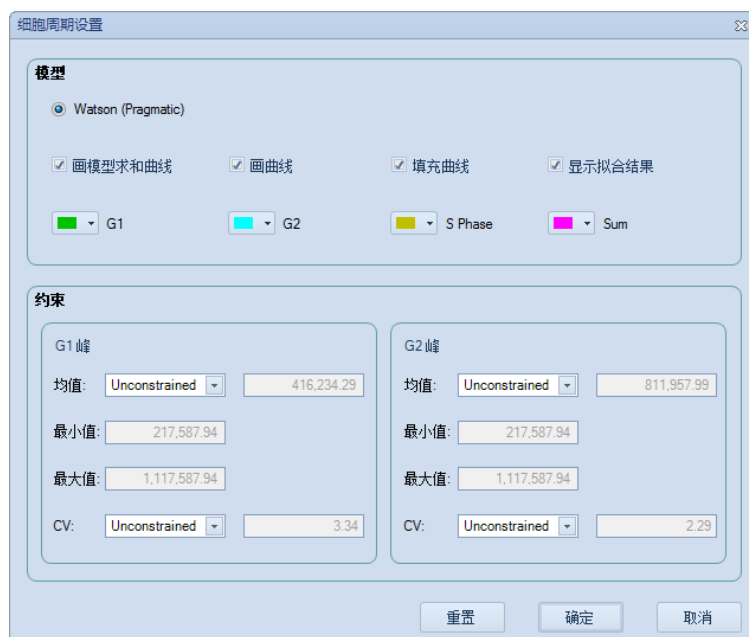 细胞周期设置
模型
Watson (Pragmatic)
画模型求和曲线 画曲线 填充曲线 显示拟合结果
G1 G2 S Phase Sum
约束
G1峰 G2峰
均值: Unconstrained 416,234.29 均值: Unconstrained 811,957.99
最小值: 217,587.94 最小值: 217,587.94
最大值: 1,117,587.94 最大值: 1,117,587.94
CV: Unconstrained 3.34 CV: Unconstrained 2.29
重置 确定 取消